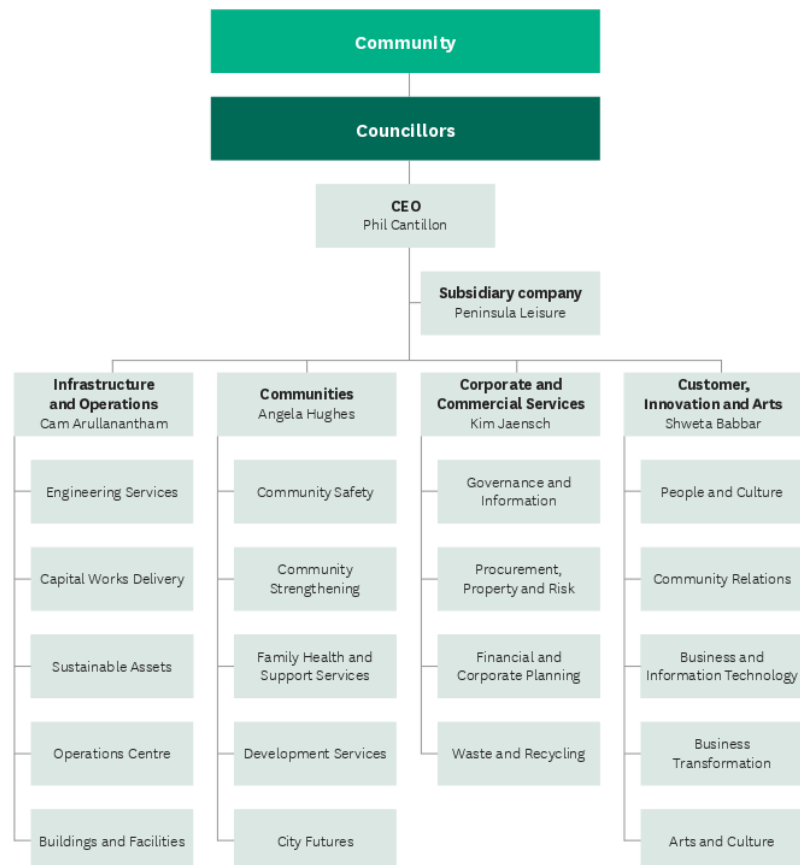 Community
Councillors
CEO
Phil Cantillon
Subsidiary company
Peninsula Leisure
Infrastructure
and Operations
Cam Arullanantham
Engineering Services
Capital Works Delivery
Sustainable Assets
Operations Centre
Buildings and Facilities
Communities
Angela Hughes
Community Safety
Community
Strengthening
Family Health and
Support Services
Development Services
City Futures
Corporate and
Commercial Services
Kim Jaensch
Governance and
Information
Procurement,
Property and Risk
Financial and
Corporate Planning
Waste and Recycling
Customer,
Innovation and Arts
Shweta Babbar
People and Culture
Community Relations
Business and
Information Technology
Business
Transformation
Arts and Culture